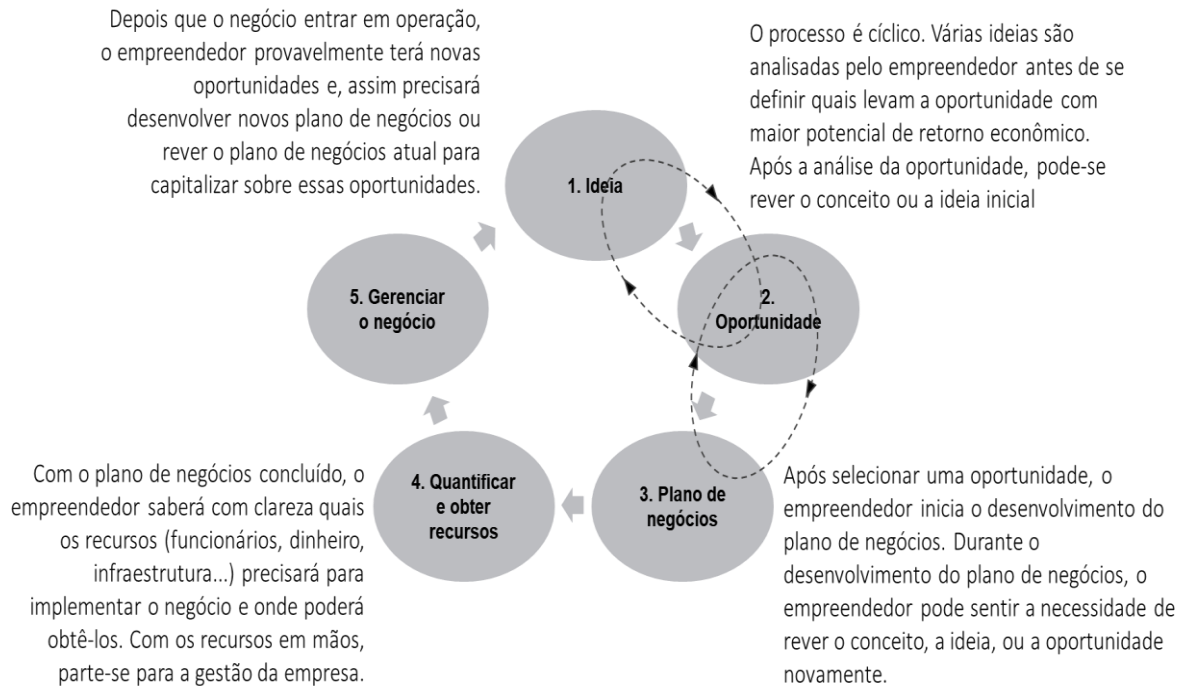 Depois que o negócio entrar em operação,
o empreendedor provavelmente terá novas
oportunidades e, assim precisará
desenvolver novos plano de negócios ou
rever o plano de negócios atual para
capitalizar sobre essas oportunidades.
O processo é cíclico. Várias ideias são
analisadas pelo empreendedor antes de se
definir quais levam a oportunidade com
maior potencial de retorno econômico.
Após a análise da oportunidade, pode-se
rever o conceito ou a ideia inicial
1. Ideia
2.
Oportunidade
5. Gerenciar
o negócio
4. Quantificar
e obter
recursos
3. Plano de
negócios
Com o plano de negócios concluído, o
empreendedor saberá com clareza quais
os recursos (funcionários, dinheiro,
infraestrutura...) precisará para
implementar o negócio e onde poderá
obtê-los. Com os recursos em mãos,
parte-se para a gestão da empresa.
Após selecionar uma oportunidade, o
empreendedor inicia o desenvolvimento do
plano de negócios. Durante o
desenvolvimento do plano de negócios, o
empreendedor pode sentir a necessidade de
rever o conceito, a ideia, ou a oportunidade
novamente.